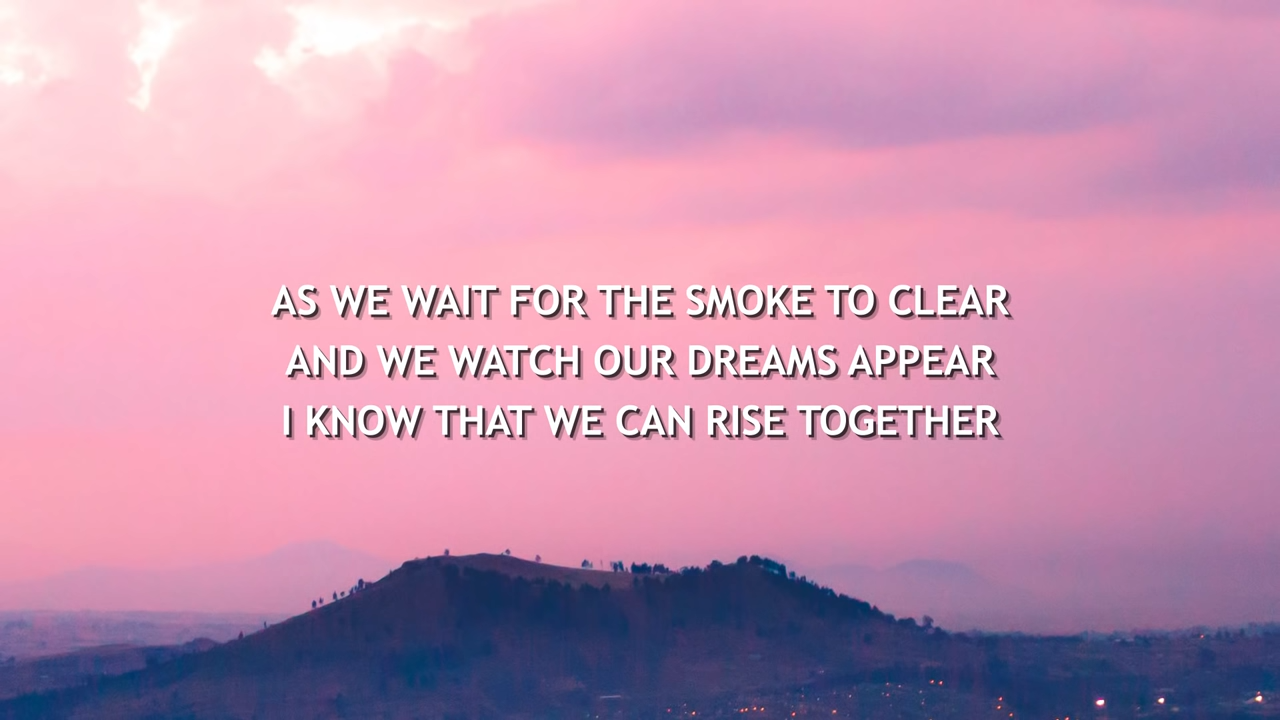 AS WE WAIT FOR THE SMOKE TO CLEAR
AND WE WATCH OUR DREAMS APPEAR
I KNOW THAT WE CAN RISE TOGETHER